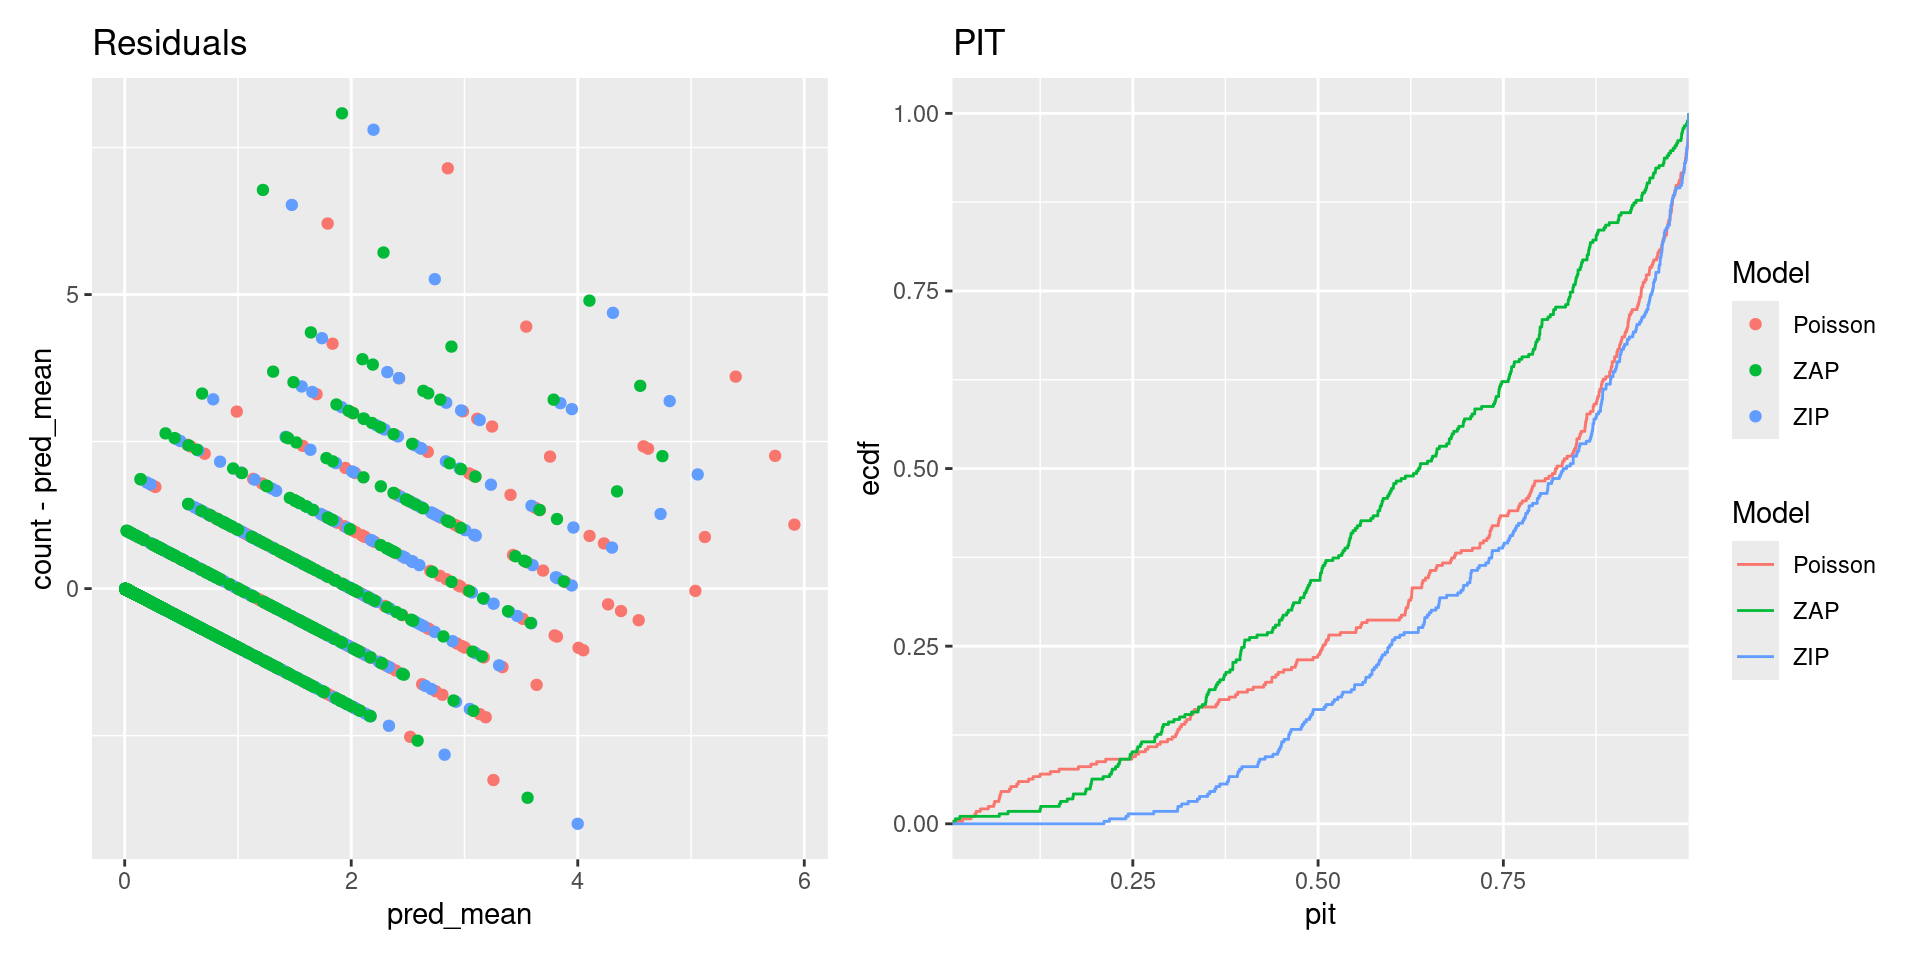 Residuals
count - pred_mean
5
0
0
2
4
6
pred_mean
PIT
ecdf
1.00
0.75
0.50
0.25
0.00
0.25
0.50
0.75
pit
Model
Poisson
ZAP
ZIP
Model
Poisson
ZAP
ZIP